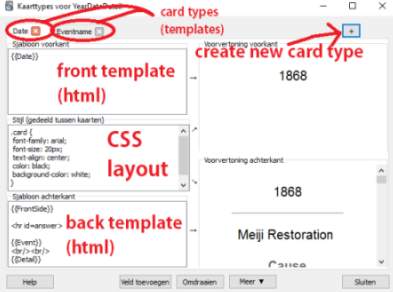 Kaarttypes voor YearDateDutch
card types
(templates)
Date
Eventname
+
create new card type
Sjabloon voorkant
Voorvertoning voorkant
{{Date}}
front template
(html)
1868
Stijl (gedeeld tussen kaarten)
.card {
font-family: arial;
font-size: 20px;
text-align: center;
color: black;
background-color: white;
}
CSS
layout
Voorvertoning achterkant
Sjabloon achterkant
{{FrontSide}}
<hr id=answer>
{{Event}}
<br/><br/>
{{Detail}}
back template
(html)
1868
Meiji Restoration
Cause
Help
Veld toevoegen
Omdraaien
Meer ▼
Sluiten